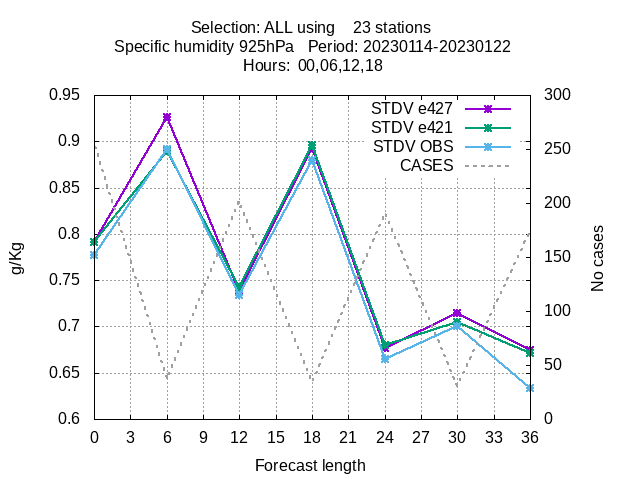 Selection: ALL using    23 stations
Specific humidity 925hPa   Period: 20230114-20230122
Hours: 00,06,12,18
STDV e427
STDV e421
STDV OBS
CASES
0.95
0.9
0.85
0.8
0.75
0.7
0.65
0.6
300
250
200
150
100
50
0
g/Kg
No cases
0 3 6 9 12 15 18 21 24 27 30 33 36
Forecast length